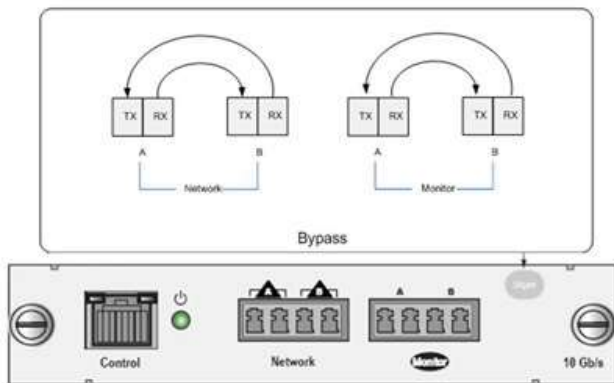 TX RX TX RX TX RX TX RX
A B A B
Network Monitor
Bypass
A B A B
Control Network Monitor 10 Gb/s